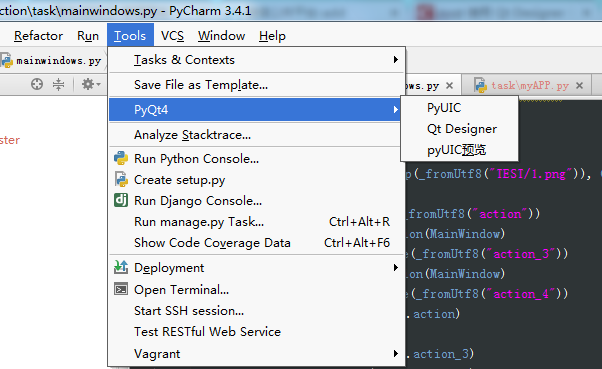 ction\task\mainwindows.py - PyCharm 3.4.1
Refactor Run Tools VCS Window Help
mainwindows.py
Tasks & Contexts
Save File as Template...
ows.py task\myAPP.py
PyQt4
PyUIC
Qt Designer
pyUIC预览
Analyze Stacktrace...
ster
Run Python Console...
p(_fromUtf8("TEST/1.png")), (
Create setup.py
Run Django Console...
_fromUtf8("action"))
Run manage.py Task... Ctrl+Alt+R
ion(MainWindow)
Show Code Coverage Data Ctrl+Alt+F6
e(_fromUtf8("action_3"))
Deployment
ion(MainWindow)
Open Terminal...
e(_fromUtf8("action_4"))
Start SSH session...
.action)
Test RESTful Web Service
Vagrant
.action_3)